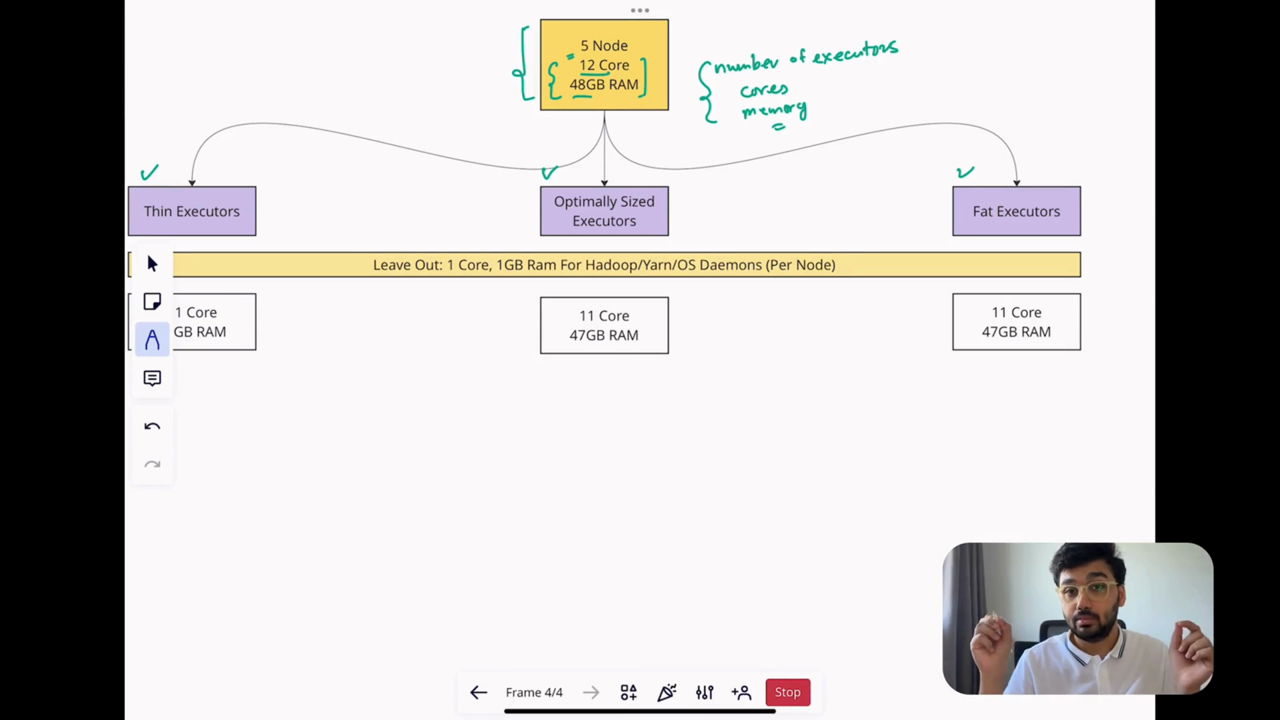 5 Node
12 Core
48GB RAM
number of executors
cores
memory
Thin Executors
Optimally Sized
Executors
Fat Executors
Leave Out: 1 Core, 1GB Ram For Hadoop/Yarn/OS Daemons (Per Node)
1 Core
GB RAM
11 Core
47GB RAM
11 Core
47GB RAM
Frame 4/4
Stop